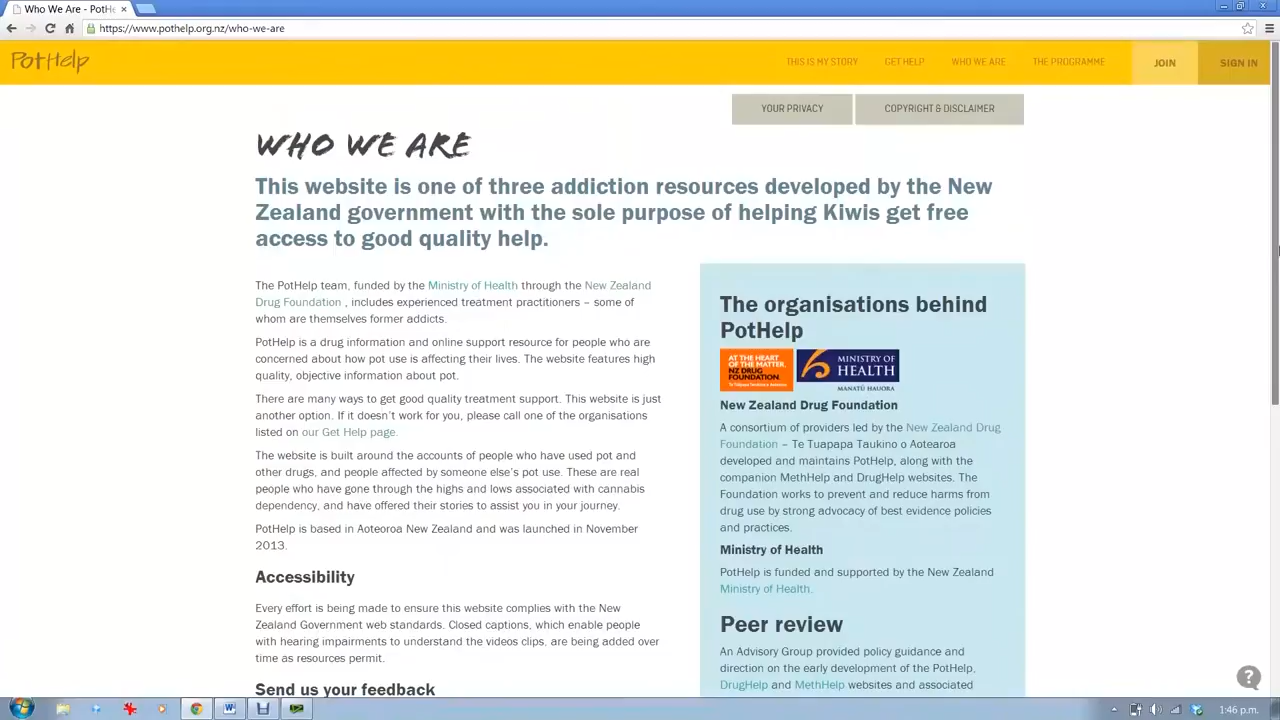 Who We Are - PotHe
https://www.pothelp.org.nz/who-we-are
PotHelp
THIS IS MY STORY
GET HELP
WHO WE ARE
THE PROGRAMME
JOIN
SIGN IN
YOUR PRIVACY
COPYRIGHT & DISCLAIMER
WHO WE ARE
This website is one of three addiction resources developed by the New
Zealand government with the sole purpose of helping Kiwis get free
access to good quality help.
The PotHelp team, funded by the Ministry of Health through the New Zealand
Drug Foundation , includes experienced treatment practitioners – some of
whom are themselves former addicts.
PotHelp is a drug information and online support resource for people who are
concerned about how pot use is affecting their lives. The website features high
quality, objective information about pot.
There are many ways to get good quality treatment support. This website is just
another option. If it doesn't work for you, please call one of the organisations
listed on our Get Help page.
The website is built around the accounts of people who have used pot and
other drugs, and people affected by someone else's pot use. These are real
people who have gone through the highs and lows associated with cannabis
dependency, and have offered their stories to assist you in your journey.
PotHelp is based in Aotearoa New Zealand and was launched in November
2013.
Accessibility
Every effort is being made to ensure this website complies with the New
Zealand Government web standards. Closed captions, which enable people
with hearing impairments to understand the videos clips, are being added over
time as resources permit.
Send us your feedback
The organisations behind
PotHelp
AT THE HEART
OF THE MATTER.
NZ DRUG
FOUNDATION.
MINISTRY OF
HEALTH
MANATŪ HAUORA
New Zealand Drug Foundation
A consortium of providers led by the New Zealand Drug
Foundation – Te Tuapapa Taukino o Aotearoa
developed and maintains PotHelp, along with the
companion MethHelp and DrugHelp websites. The
Foundation works to prevent and reduce harms from
drug use by strong advocacy of best evidence policies
and practices.
Ministry of Health
PotHelp is funded and supported by the New Zealand
Ministry of Health.
Peer review
An Advisory Group provided policy guidance and
direction on the early development of the PotHelp,
DrugHelp and MethHelp websites and associated
1:46 p.m.